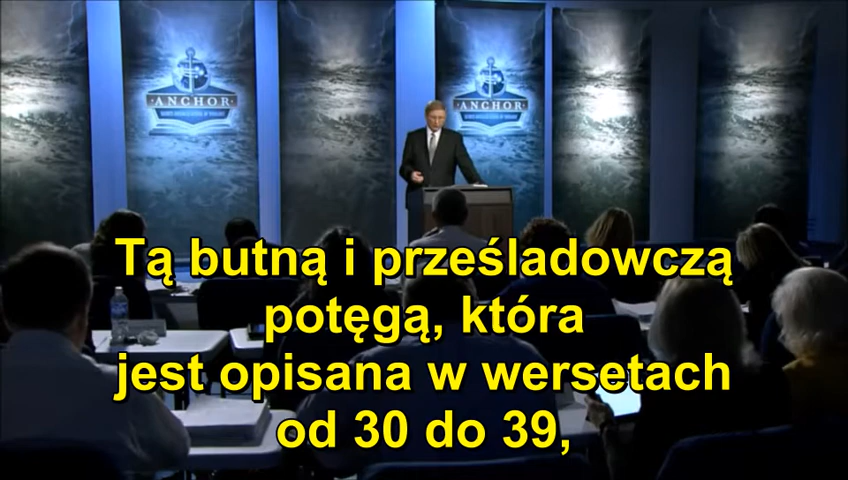 ANCHOR
ANCHOR
Tą butną i prześladowczą
potęgą, która
jest opisana w wersetach
od 30 do 39,